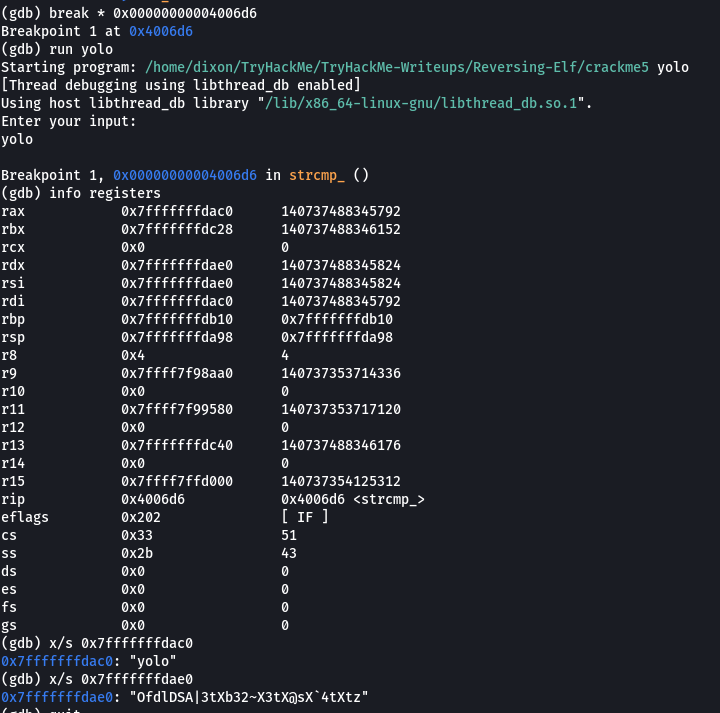 (gdb) break * 0x00000000004006d6
Breakpoint 1 at 0x4006d6
(gdb) run yolo
Starting program: /home/dixon/TryHackMe/TryHackMe-Writeups/Reversing-Elf/crackme5 yolo
[Thread debugging using libthread_db enabled]
Using host libthread_db library "/lib/x86_64-linux-gnu/libthread_db.so.1".
Enter your input:
yolo
Breakpoint 1, 0x00000000004006d6 in strcmp_ ()
(gdb) info registers
rax 0x7fffffffdac0 140737488345792
rbx 0x7fffffffdc28 140737488346152
rcx 0x0 0
rdx 0x7fffffffdae0 140737488345824
rsi 0x7fffffffdae0 140737488345824
rdi 0x7fffffffdac0 140737488345792
rbp 0x7fffffffdb10 0x7fffffffdb10
rsp 0x7fffffffda98 0x7fffffffda98
r8 0x4 4
r9 0x7ffff7f98aa0 140737353714336
r10 0x0 0
r11 0x7ffff7f99580 140737353717120
r12 0x0 0
r13 0x7fffffffdc40 140737488346176
r14 0x0 0
r15 0x7ffff7ffd000 140737354125312
rip 0x4006d6 0x4006d6 <strcmp_>
eflags 0x202 [ IF ]
cs 0x33 51
ss 0x2b 43
ds 0x0 0
es 0x0 0
fs 0x0 0
gs 0x0 0
(gdb) x/s 0x7fffffffdac0
0x7fffffffdac0: "yolo"
(gdb) x/s 0x7fffffffdae0
0x7fffffffdae0: "OfdlDSA|3tXb32~X3tX@sX`4tXtz"
(gdb) quit